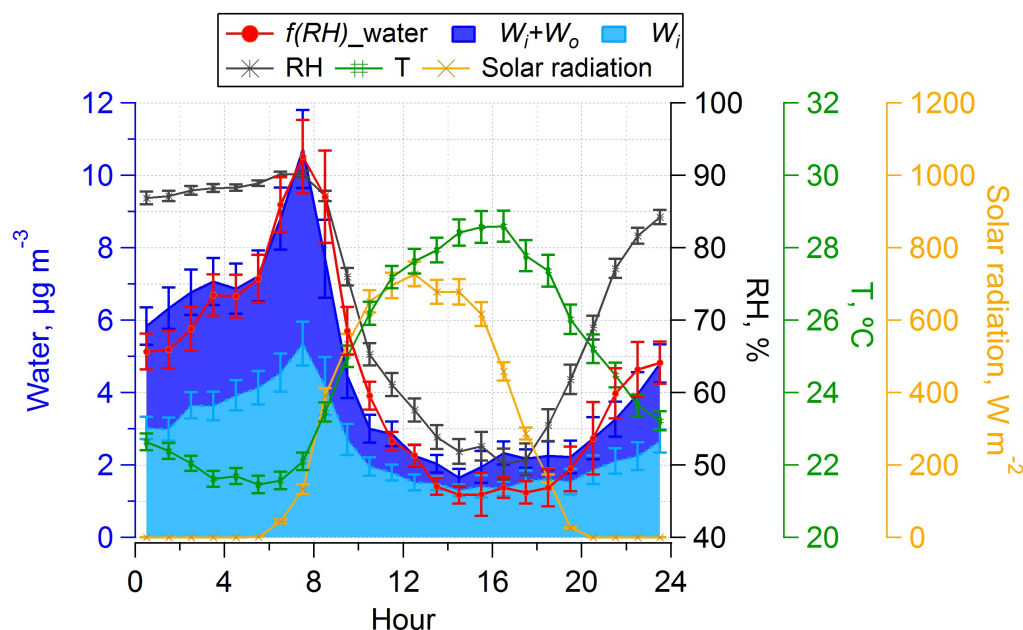 f(RH)_water Wi+Wo Wi
RH T Solar radiation
12 100 32 1200
10 90 30 1000
8 80 28 800
6 70 26 600
4 60 24 400
2 50 22 200
0 40 20 0
Water, µg m-3
RH, %
T, ºC
Solar radiation, W m-2
0 4 8 12 16 20 24
Hour